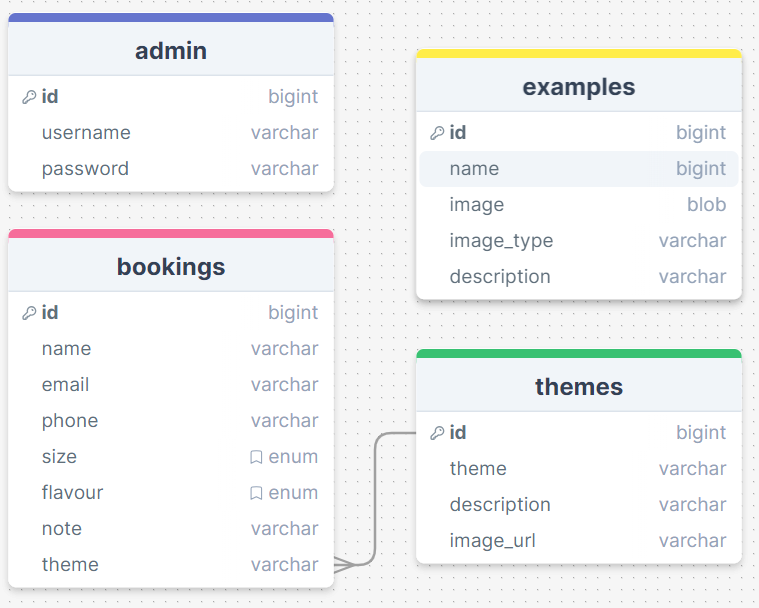 admin
id bigint
username varchar
password varchar
bookings
id bigint
name varchar
email varchar
phone varchar
size enum
flavour enum
note varchar
theme varchar
examples
id bigint
name bigint
image blob
image_type varchar
description varchar
themes
id bigint
theme varchar
description varchar
image_url varchar